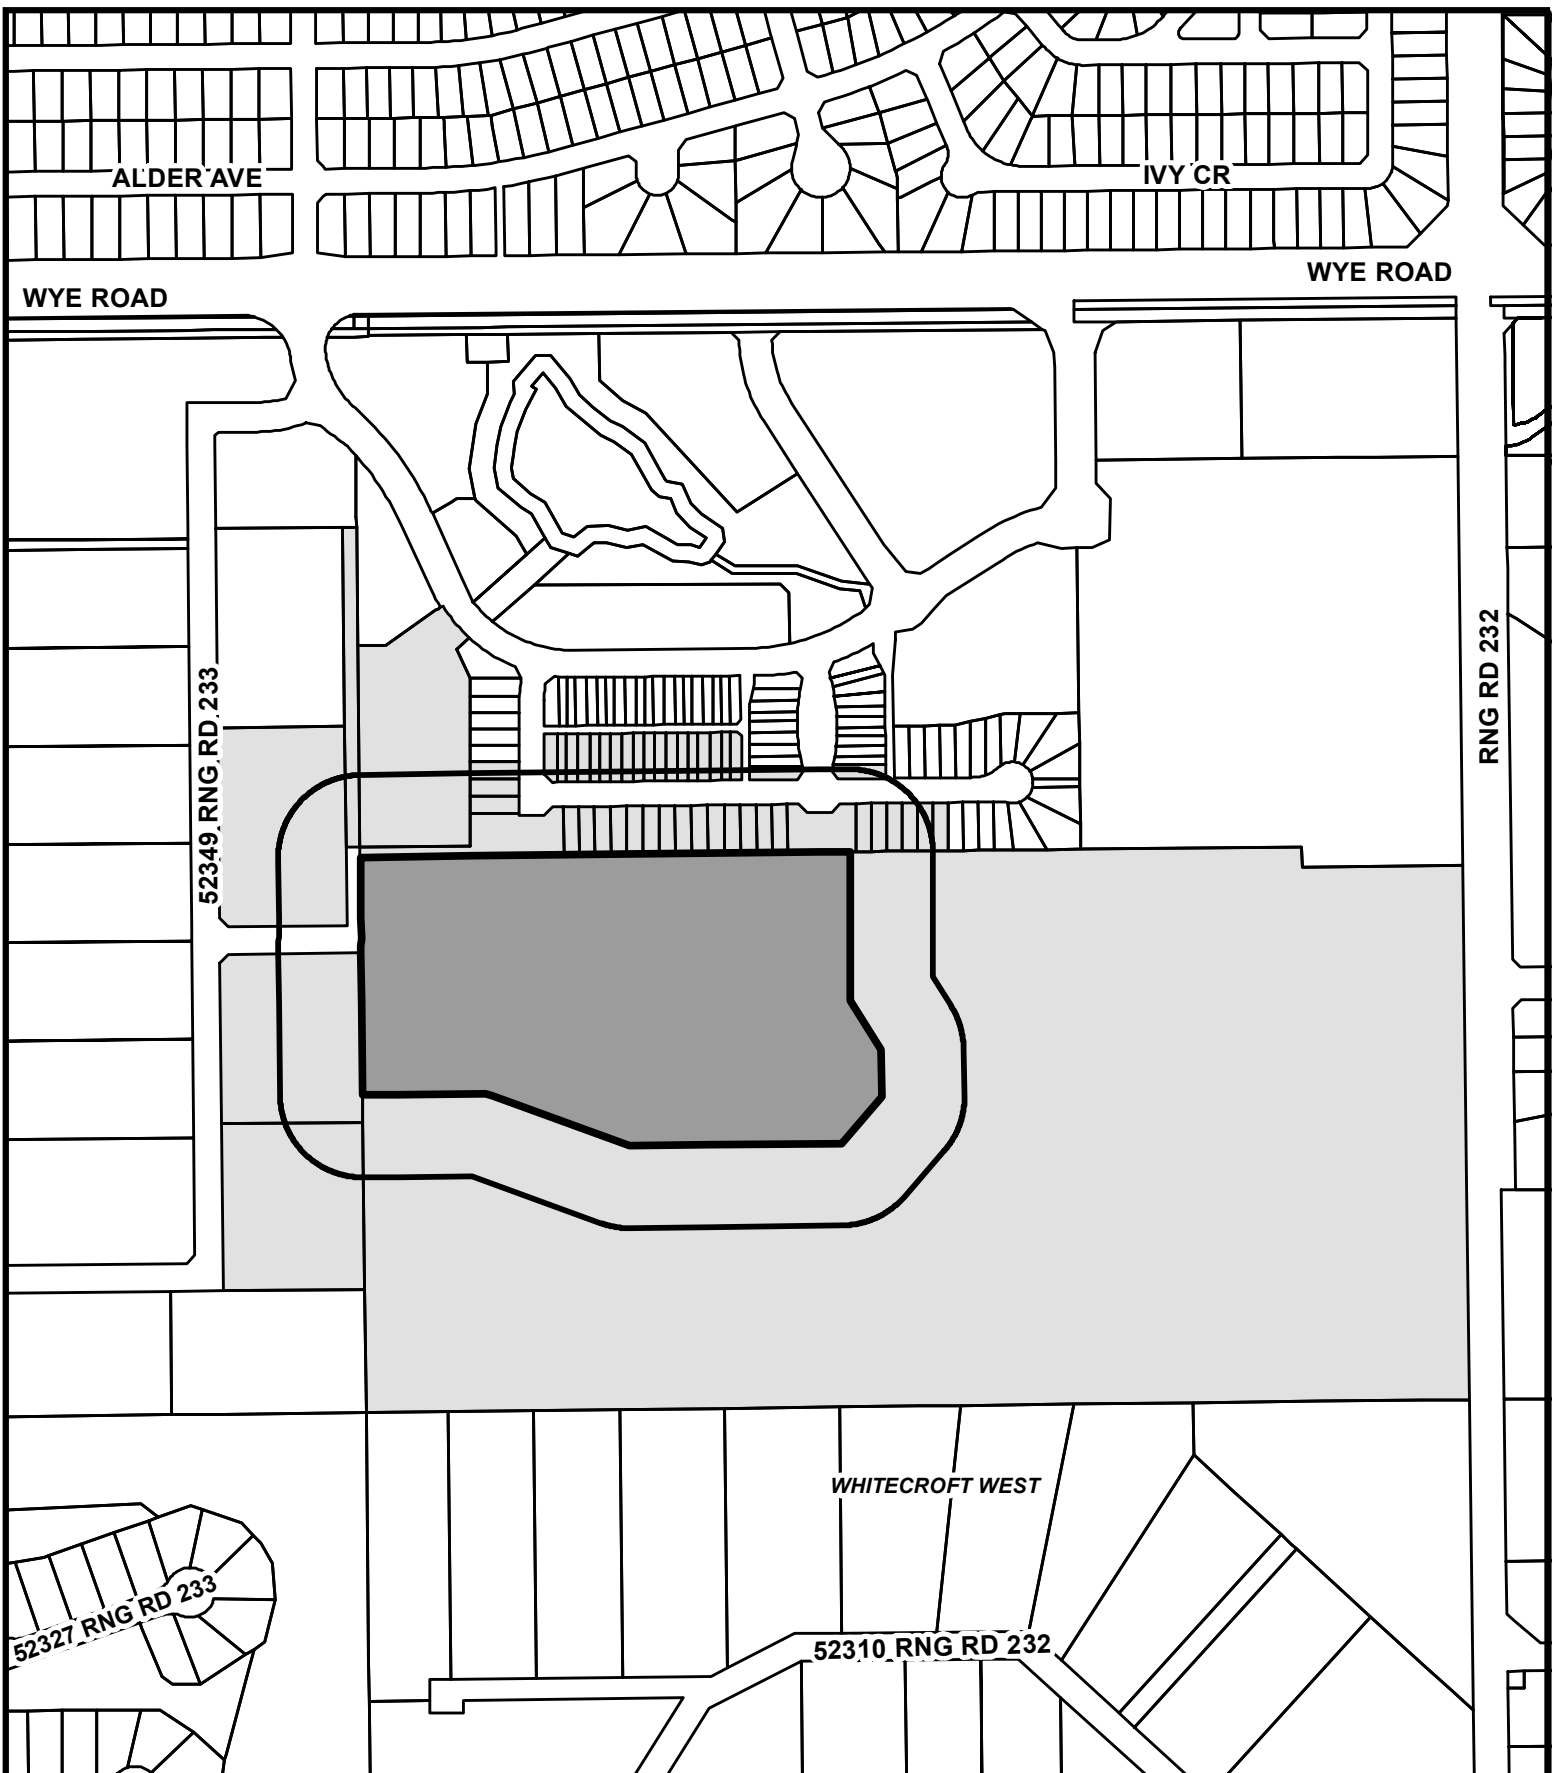 ALDER AVE
IVY CR
WYE ROAD
WYE ROAD
RNG RD 232
52349 RNG RD 233
WHITECROFT WEST
52327 RNG RD 233
52310 RNG RD 232